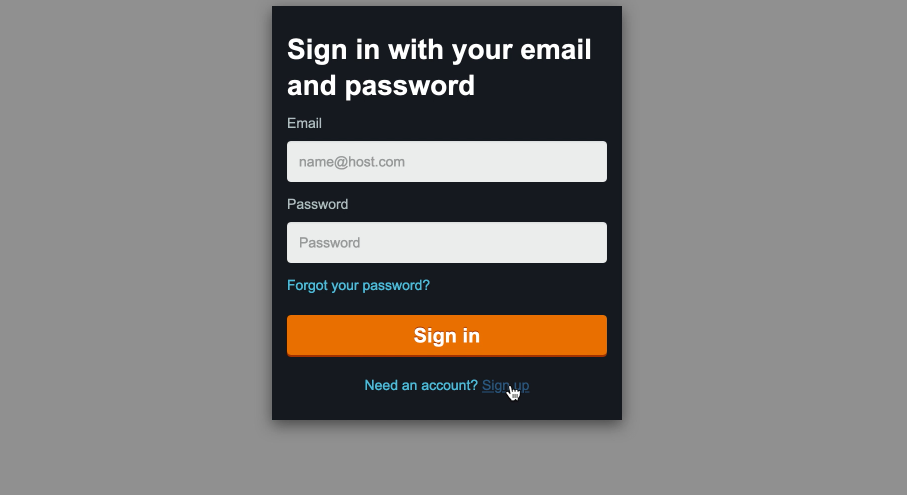 Sign in with your email
and password
Email
name@host.com
Password
Password
Forgot your password?
Sign in
Need an account? Sign up